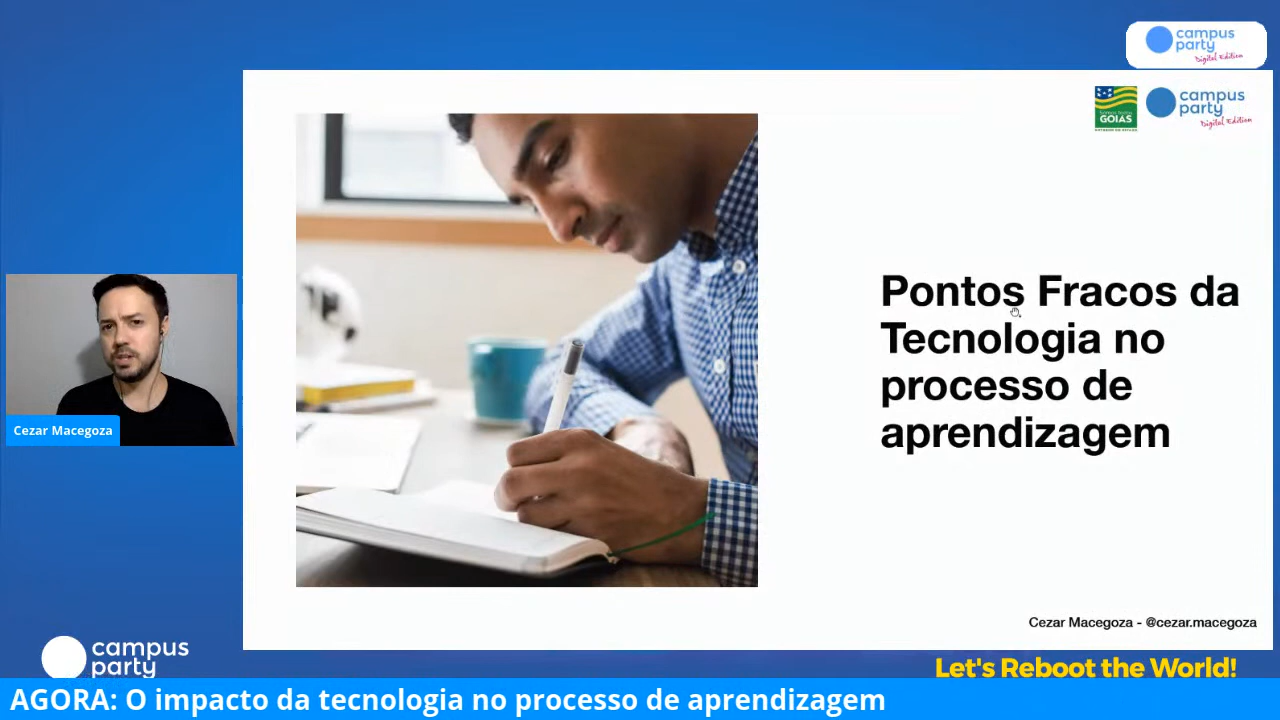 campus
party
Digital Edition
GOIÁS
campus
party
Digital Edition
Pontos Fracos da
Tecnologia no
processo de
aprendizagem
Cezar Macegoza
Cezar Macegoza - @cezar.macegoza
campus
party
Let's Reboot the World!
AGORA: O impacto da tecnologia no processo de aprendizagem